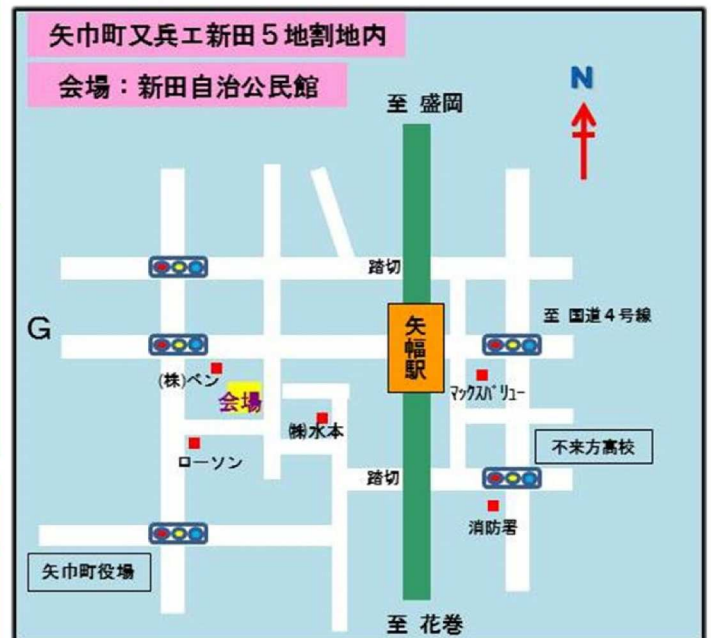 矢巾町又兵エ新田5地割地内
会場：新田自治公民館
至 盛岡
N
踏切
至 国道4号線
G
矢幅駅
(株)ベン
会場
マックスバリュー
(株)水本
ローソン
不来方高校
踏切
消防署
矢巾町役場
至 花巻